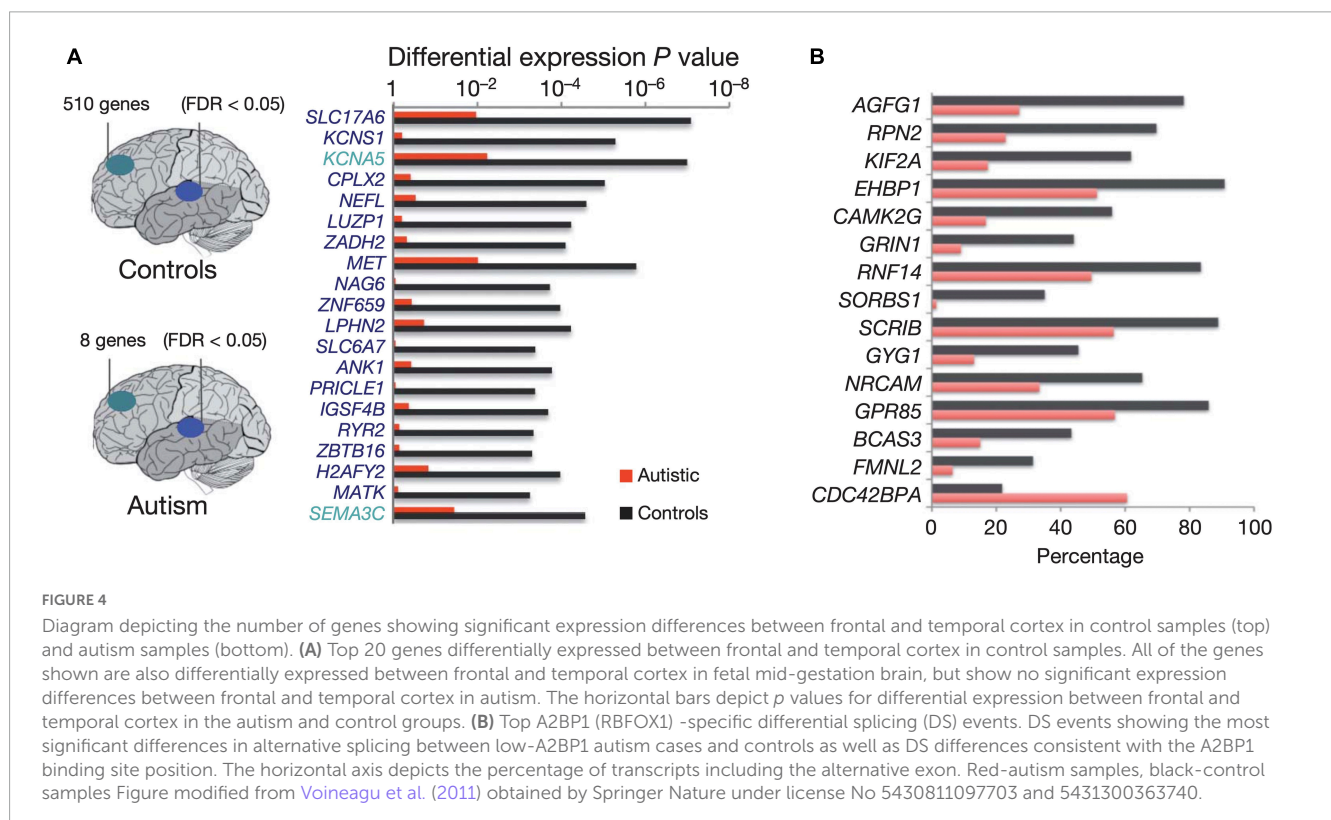 A
Differential expression P value
1 10–2 10–4 10–6 10–8
510 genes (FDR < 0.05)
Controls
8 genes (FDR < 0.05)
Autism
SLC17A6
KCNS1
KCNA5
CPLX2
NEFL
LUZP1
ZADH2
MET
NAG6
ZNF659
LPHN2
SLC6A7
ANK1
PRICLE1
IGSF4B
RYR2
ZBTB16
H2AFY2
MATK
SEMA3C
Autistic
Controls
B
AGFG1
RPN2
KIF2A
EHBP1
CAMK2G
GRIN1
RNF14
SORBS1
SCRIB
GYG1
NRCAM
GPR85
BCAS3
FMNL2
CDC42BPA
0 20 40 60 80 100
Percentage
FIGURE 4
Diagram depicting the number of genes showing significant expression differences between frontal and temporal cortex in control samples (top)
and autism samples (bottom). (A) Top 20 genes differentially expressed between frontal and temporal cortex in control samples. All of the genes
shown are also differentially expressed between frontal and temporal cortex in fetal mid-gestation brain, but show no significant expression
differences between frontal and temporal cortex in autism. The horizontal bars depict p values for differential expression between frontal and
temporal cortex in the autism and control groups. (B) Top A2BP1 (RBFOX1) -specific differential splicing (DS) events. DS events showing the most
significant differences in alternative splicing between low-A2BP1 autism cases and controls as well as DS differences consistent with the A2BP1
binding site position. The horizontal axis depicts the percentage of transcripts including the alternative exon. Red-autism samples, black-control
samples Figure modified from Voineagu et al. (2011) obtained by Springer Nature under license No 5430811097703 and 5431300363740.